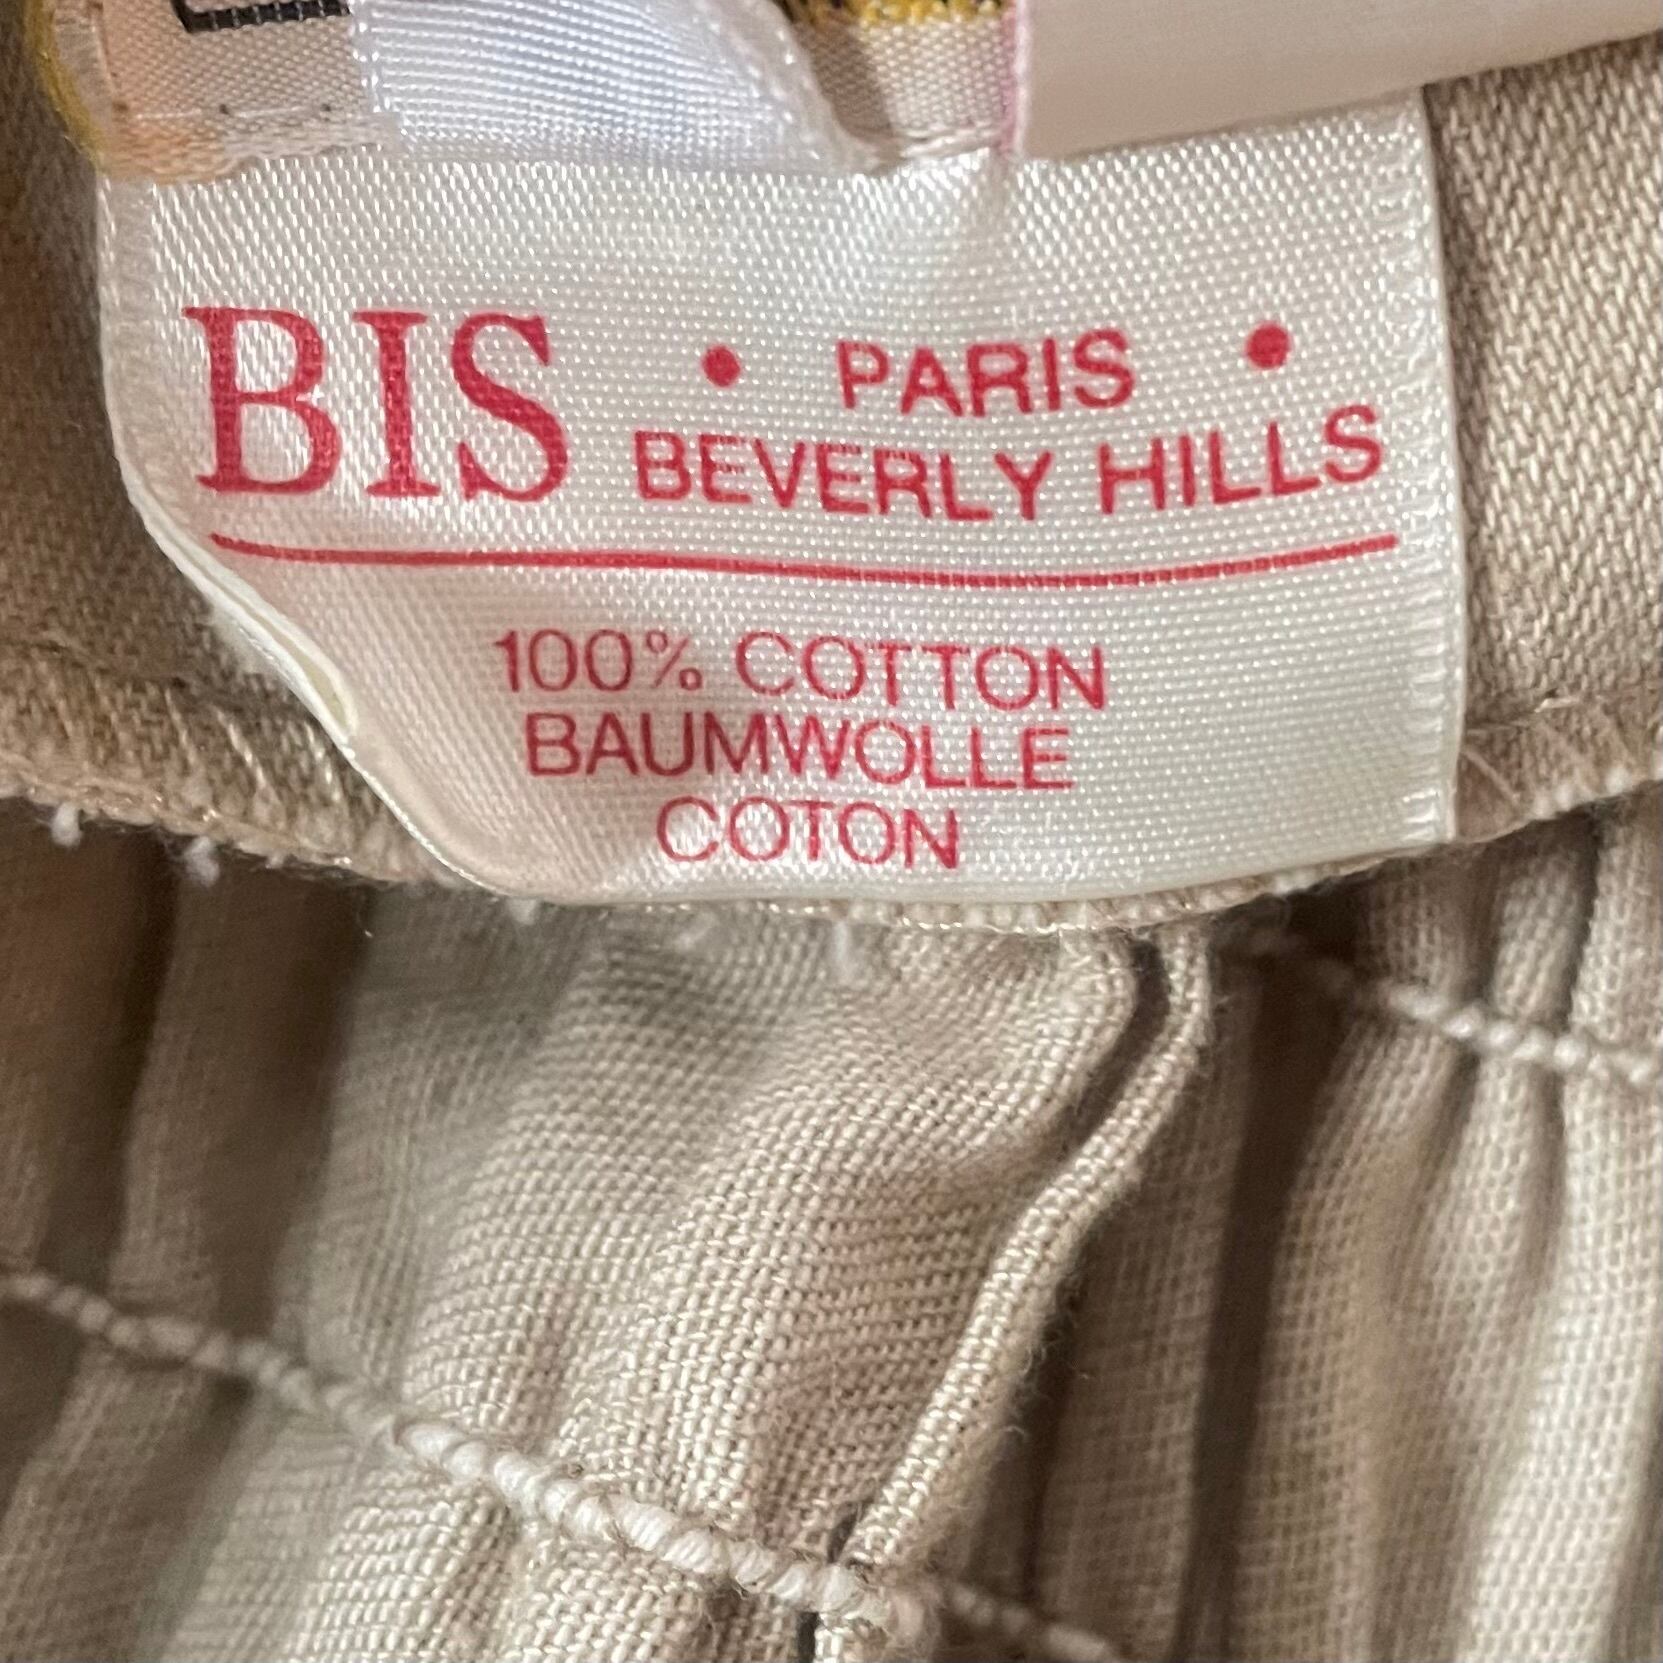 BIS • PARIS •
BEVERLY HILLS
100% COTTON
BAUMWOLLE
COTON